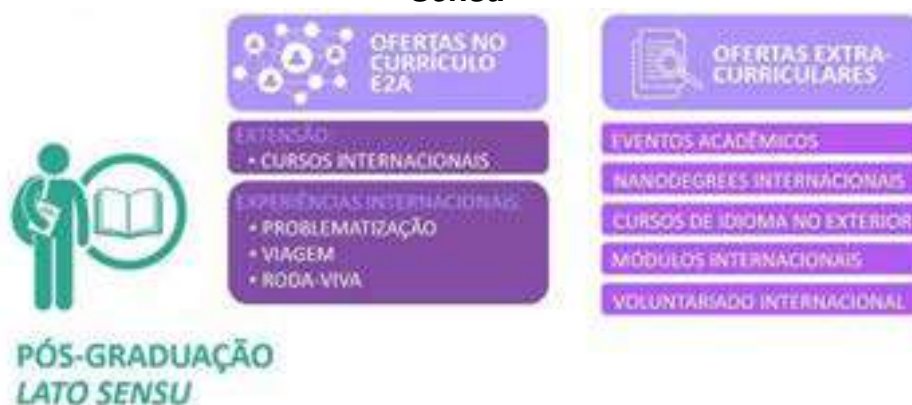 Sensu
OFERTAS NO
CURRÍCULO
E2A
EXTENSÃO
• CURSOS INTERNACIONAIS
EXPERIÊNCIAS INTERNACIONAIS
• PROBLEMATIZAÇÃO
• VIAGEM
• RODA-VIVA
OFERTAS EXTRA-
CURRICULARES
EVENTOS ACADÊMICOS
NANODEGREES INTERNACIONAIS
CURSOS DE IDIOMA NO EXTERIOR
MÓDULOS INTERNACIONAIS
VOLUNTARIADO INTERNACIONAL
PÓS-GRADUAÇÃO
LATO SENSU